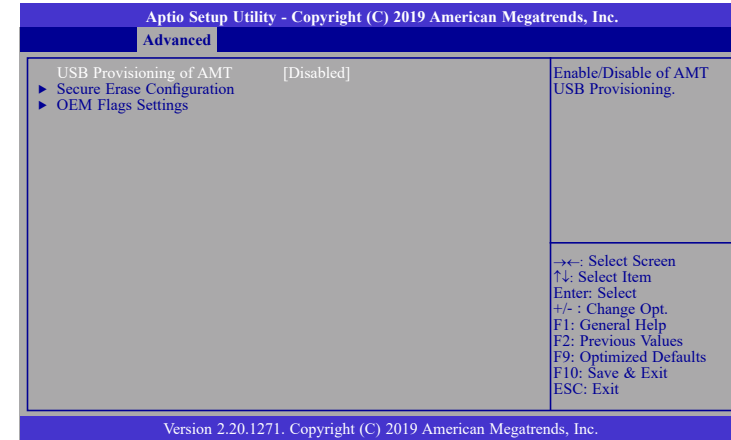 Aptio Setup Utility - Copyright (C) 2019 American Megatrends, Inc.
Advanced
USB Provisioning of AMT [Disabled]
► Secure Erase Configuration
► OEM Flags Settings
Enable/Disable of AMT
USB Provisioning.
→←: Select Screen
↑↓: Select Item
Enter: Select
+/- : Change Opt.
F1: General Help
F2: Previous Values
F9: Optimized Defaults
F10: Save & Exit
ESC: Exit
Version 2.20.1271. Copyright (C) 2019 American Megatrends, Inc.